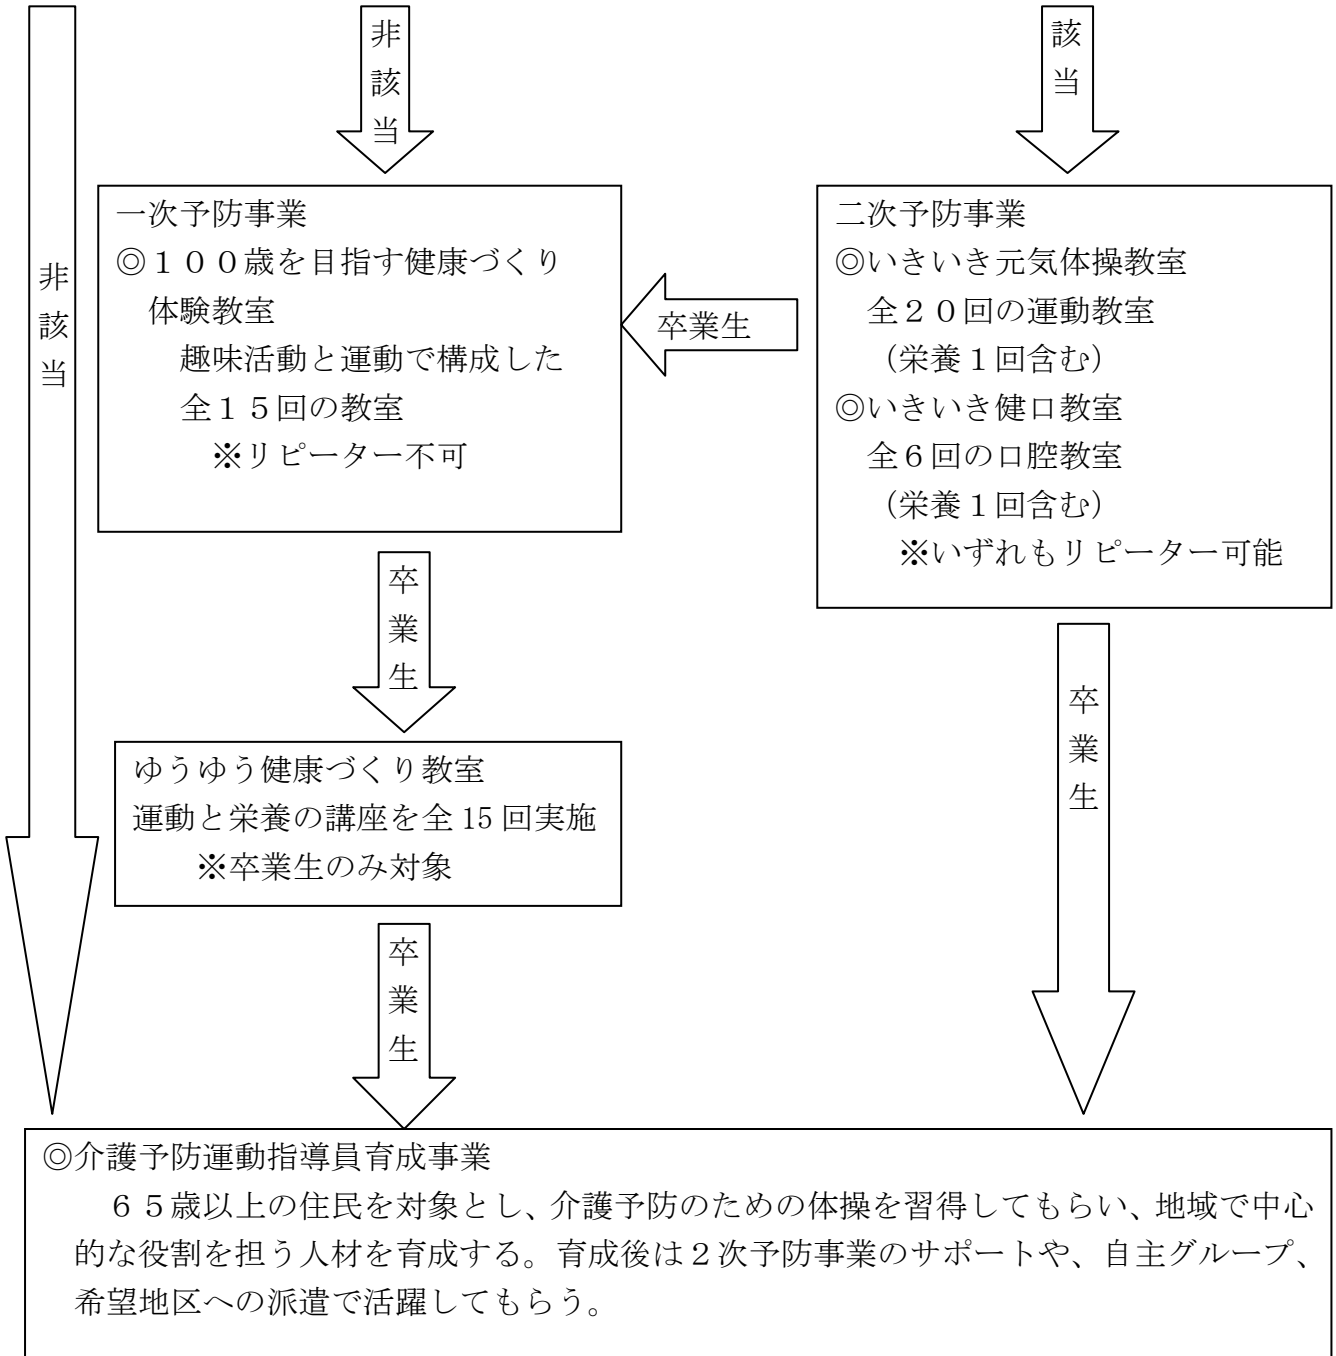 非該当
該当
非該当
一次予防事業
◎１００歳を目指す健康づくり
体験教室
趣味活動と運動で構成した
全１５回の教室
※リピーター不可
卒業生
二次予防事業
◎いきいき元気体操教室
全２０回の運動教室
（栄養１回含む）
◎いきいき健口教室
全６回の口腔教室
（栄養１回含む）
※いずれもリピーター可能
卒業生
卒業生
ゆうゆう健康づくり教室
運動と栄養の講座を全 15 回実施
※卒業生のみ対象
卒業生
◎介護予防運動指導員育成事業
６５歳以上の住民を対象とし、介護予防のための体操を習得してもらい、地域で中心
的な役割を担う人材を育成する。育成後は２次予防事業のサポートや、自主グループ、
希望地区への派遣で活躍してもらう。